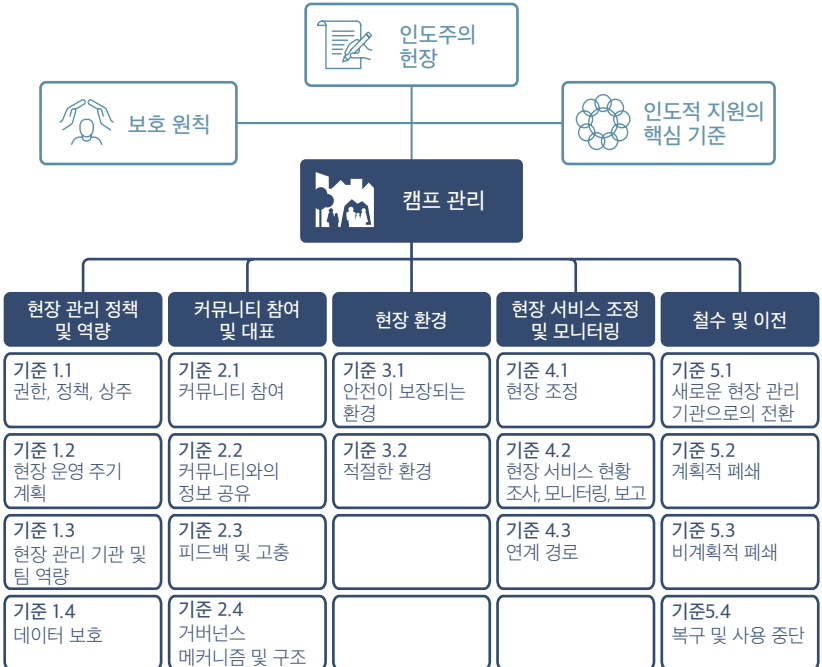 인도주의
헌장
보호 원칙
인도적 지원의
핵심 기준
캠프 관리
현장 관리 정책
및 역량
커뮤니티 참여
및 대표
현장 환경
현장 서비스 조정
및 모니터링
철수 및 이전
기준 1.1
권한, 정책, 상주
기준 2.1
커뮤니티 참여
기준 3.1
안전이 보장되는
환경
기준 4.1
현장 조정
기준 5.1
새로운 현장 관리
기관으로의 전환
기준 1.2
현장 운영 주기
계획
기준 2.2
커뮤니티와의
정보 공유
기준 3.2
적절한 환경
기준 4.2
현장 서비스 현황
조사, 모니터링, 보고
기준 5.2
계획적 폐쇄
기준 1.3
현장 관리 기관 및
팀 역량
기준 2.3
피드백 및 고충
기준 4.3
연계 경로
기준 5.3
비계획적 폐쇄
기준 1.4
데이터 보호
기준 2.4
거버넌스
메커니즘 및 구조
기준5.4
복구 및 사용 중단